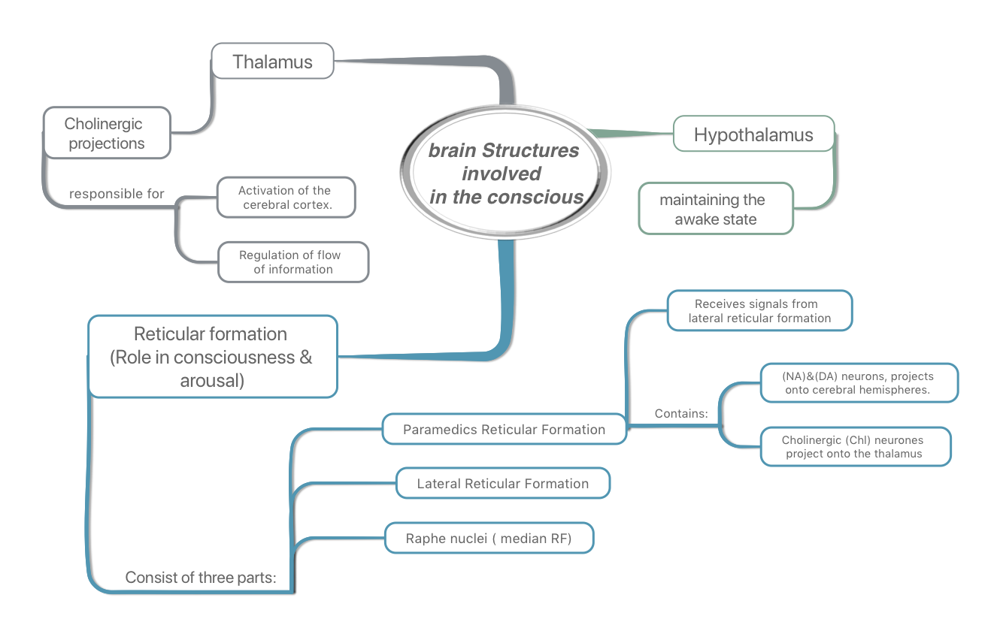 Thalamus
Cholinergic
projections
responsible for
Activation of the
cerebral cortex.
Regulation of flow
of information
brain Structures
involved
in the conscious
Hypothalamus
maintaining the
awake state
Reticular formation
(Role in consciousness &
arousal)
Consist of three parts:
Paramedics Reticular Formation
Receives signals from
lateral reticular formation
Contains:
(NA)&(DA) neurons, projects
onto cerebral hemispheres.
Cholinergic (Chl) neurones
project onto the thalamus
Lateral Reticular Formation
Raphe nuclei ( median RF)